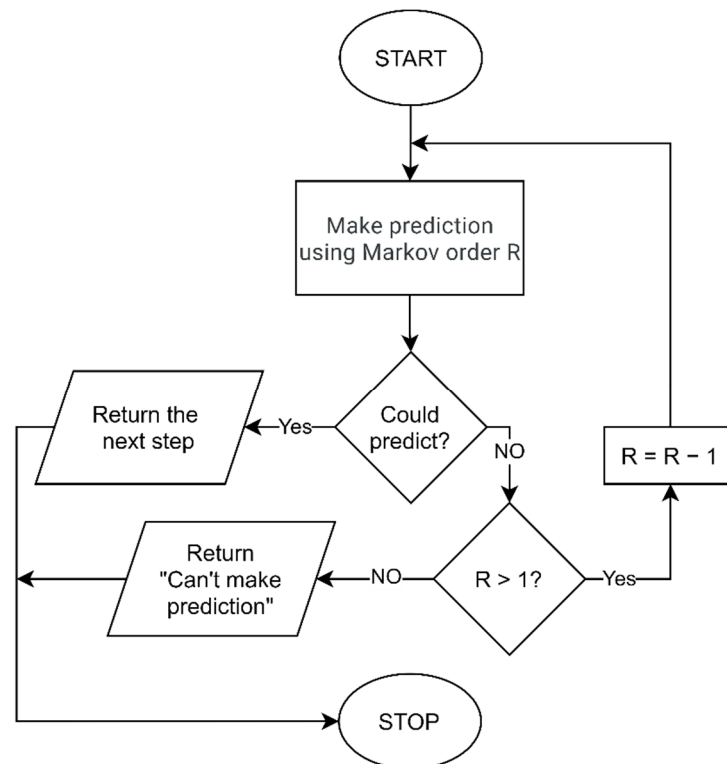 START
Make prediction
using Markov order R
Could
predict?
Yes
Return the
next step
NO
R = R − 1
R > 1?
Yes
NO
Return
"Can't make
prediction"
STOP